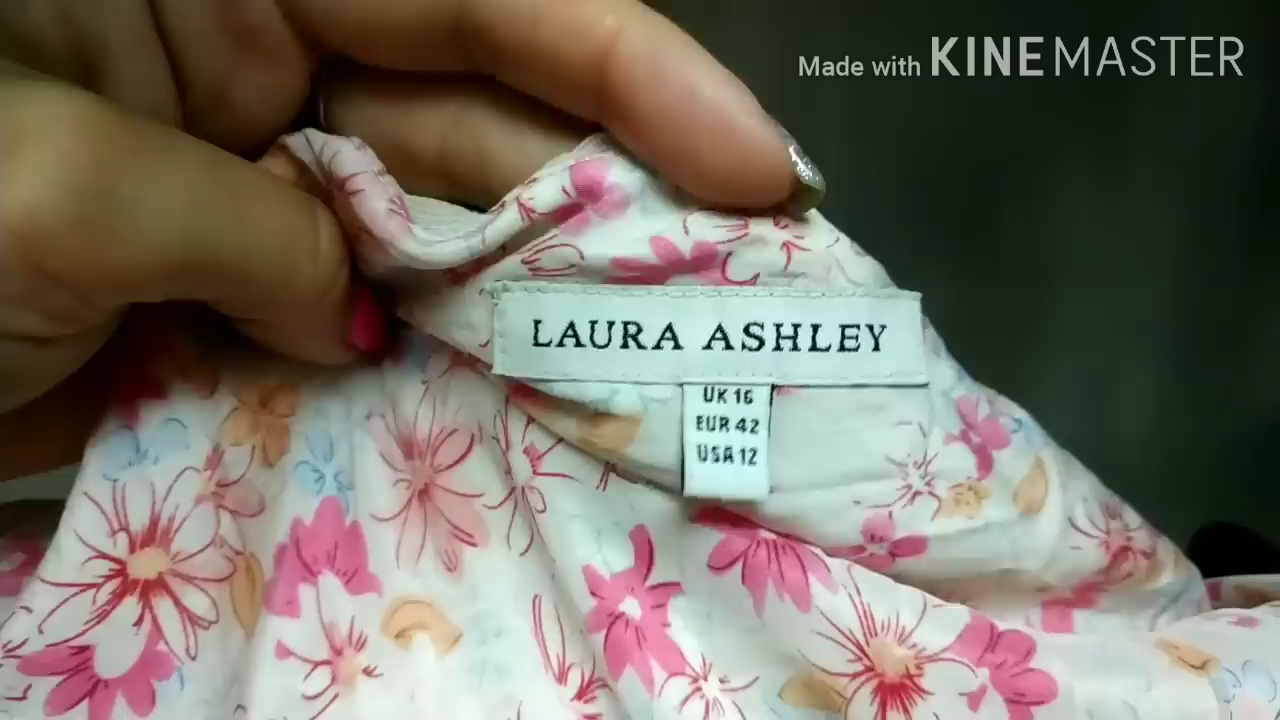 Made with KINEMASTER
LAURA ASHLEY
UK 16
EUR 42
USA 12